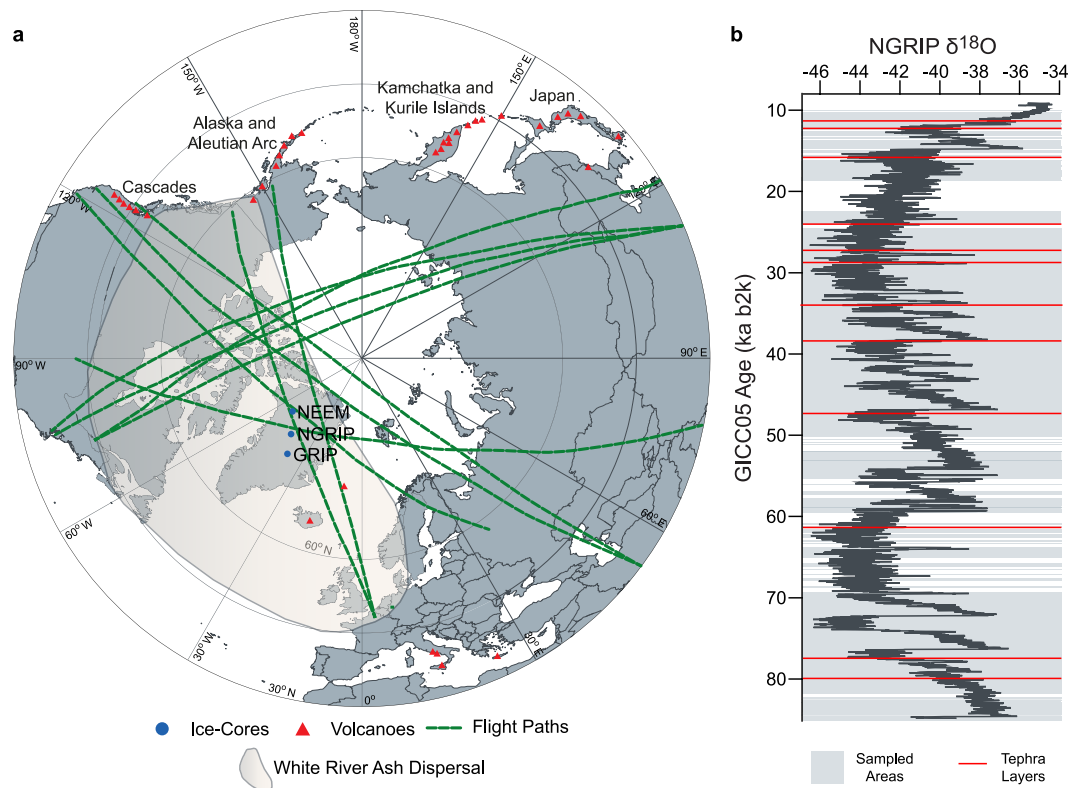 a
180° W
150° W
150° E
Kamchatka and
Kurile Islands
Japan
Alaska and
Aleutian Arc
Cascades
120° W
120° E
90° W
90° E
NEEM
NGRIP
GRIP
60° W
60° E
60° N
30° W
30° E
30° N
0°
Ice-Cores
Volcanoes
Flight Paths
White River Ash Dispersal
b
NGRIP δ18O
-46 -44 -42 -40 -38 -36 -34
GICC05 Age (ka b2k)
10
20
30
40
50
60
70
80
Sampled
Areas
Tephra
Layers